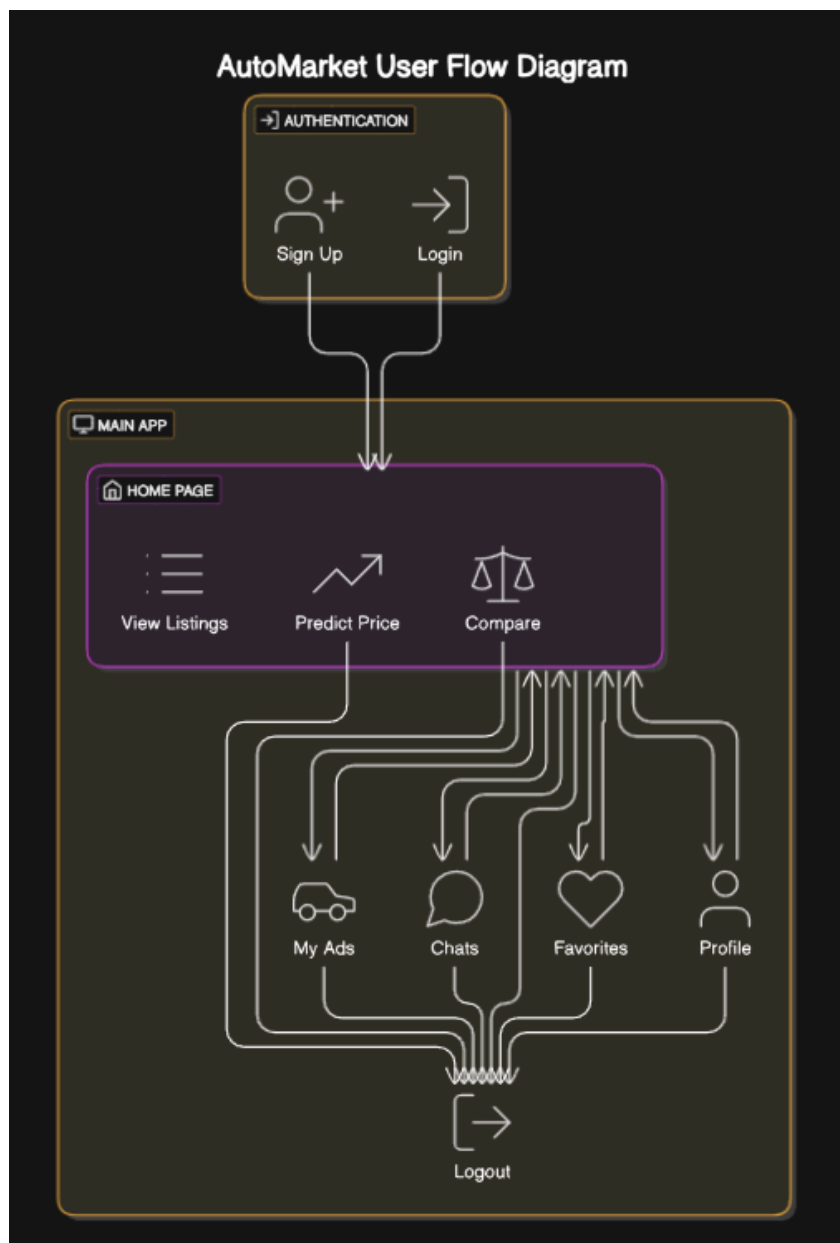 AutoMarket User Flow Diagram
AUTHENTICATION
Sign Up
Login
MAIN APP
HOME PAGE
View Listings
Predict Price
Compare
My Ads
Chats
Favorites
Profile
Logout